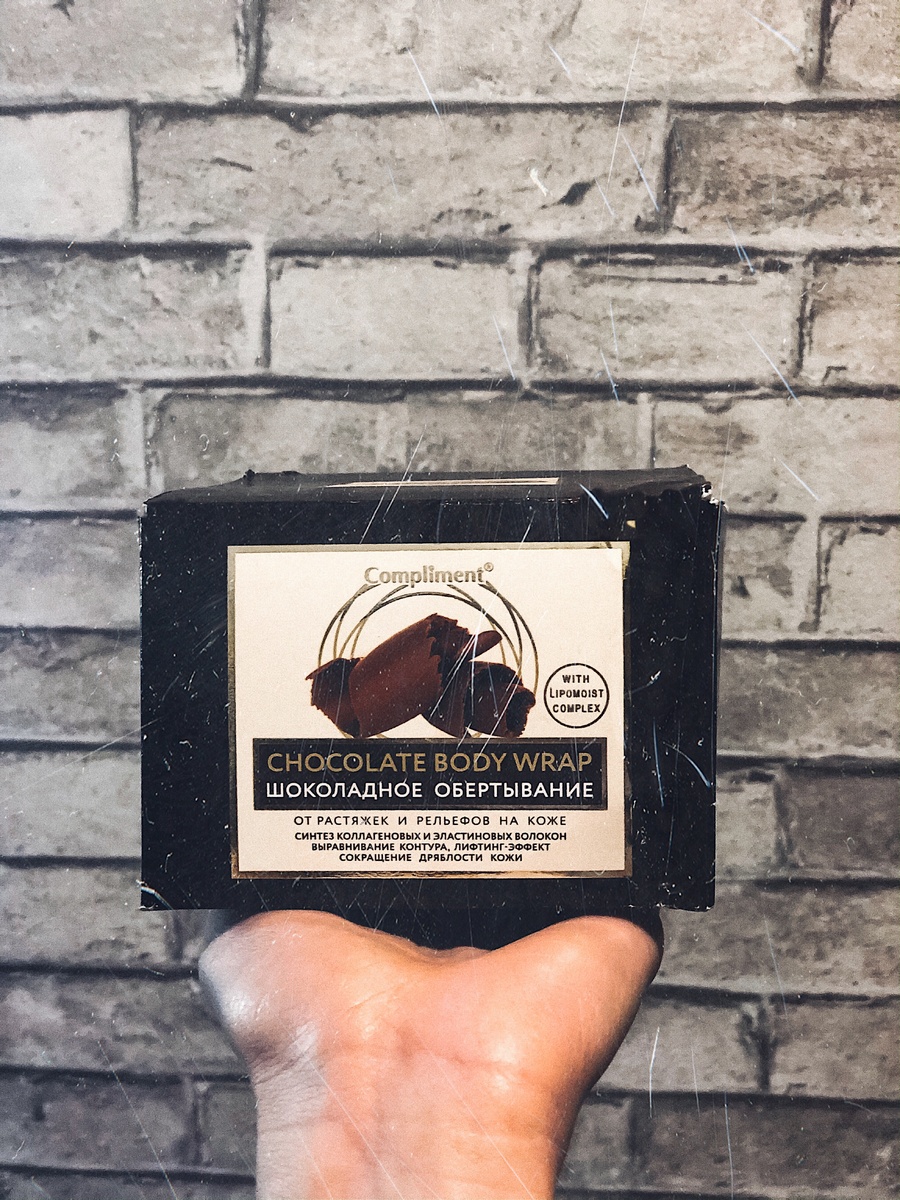 Compliment®
WITH
LIPOMOIST
COMPLEX
CHOCOLATE BODY WRAP
ШОКОЛАДНОЕ ОБЕРТЫВАНИЕ
ОТ РАСТЯЖЕК И РЕЛЬЕФОВ НА КОЖЕ
СИНТЕЗ КОЛЛАГЕНОВЫХ И ЭЛАСТИНОВЫХ ВОЛОКОН
ВЫРАВНИВАНИЕ КОНТУРА, ЛИФТИНГ-ЭФФЕКТ
СОКРАЩЕНИЕ ДРЯБЛОСТИ КОЖИ